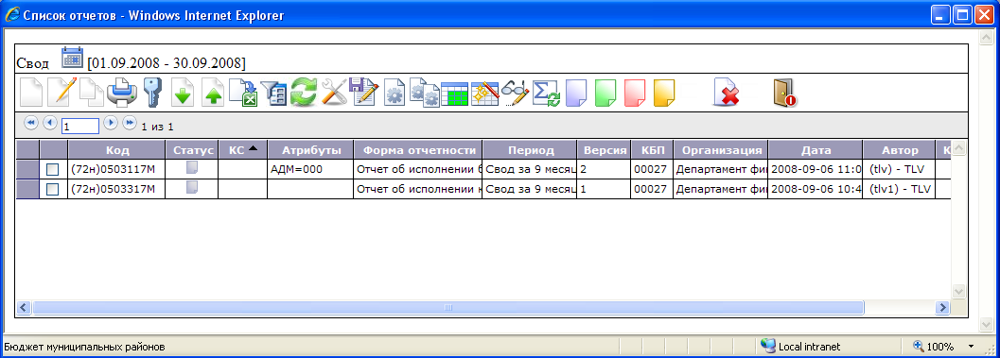 Список отчетов - Windows Internet Explorer
Свод [01.09.2008 - 30.09.2008]
1 1 из 1
Код Статус КС Атрибуты Форма отчетности Период Версия КБП Организация Дата Автор К
(72н)0503117М АДМ=000 Отчет об исполнении б Свод за 9 месяц 2 00027 Департамент фи 2008-09-06 11:0 (tlv) - TLV
(72н)0503317М Отчет об исполнении к Свод за 9 месяц 1 00027 Департамент фи 2008-09-06 10:4 (tlv1) - TLV
Бюджет муниципальных районов Local intranet 100%